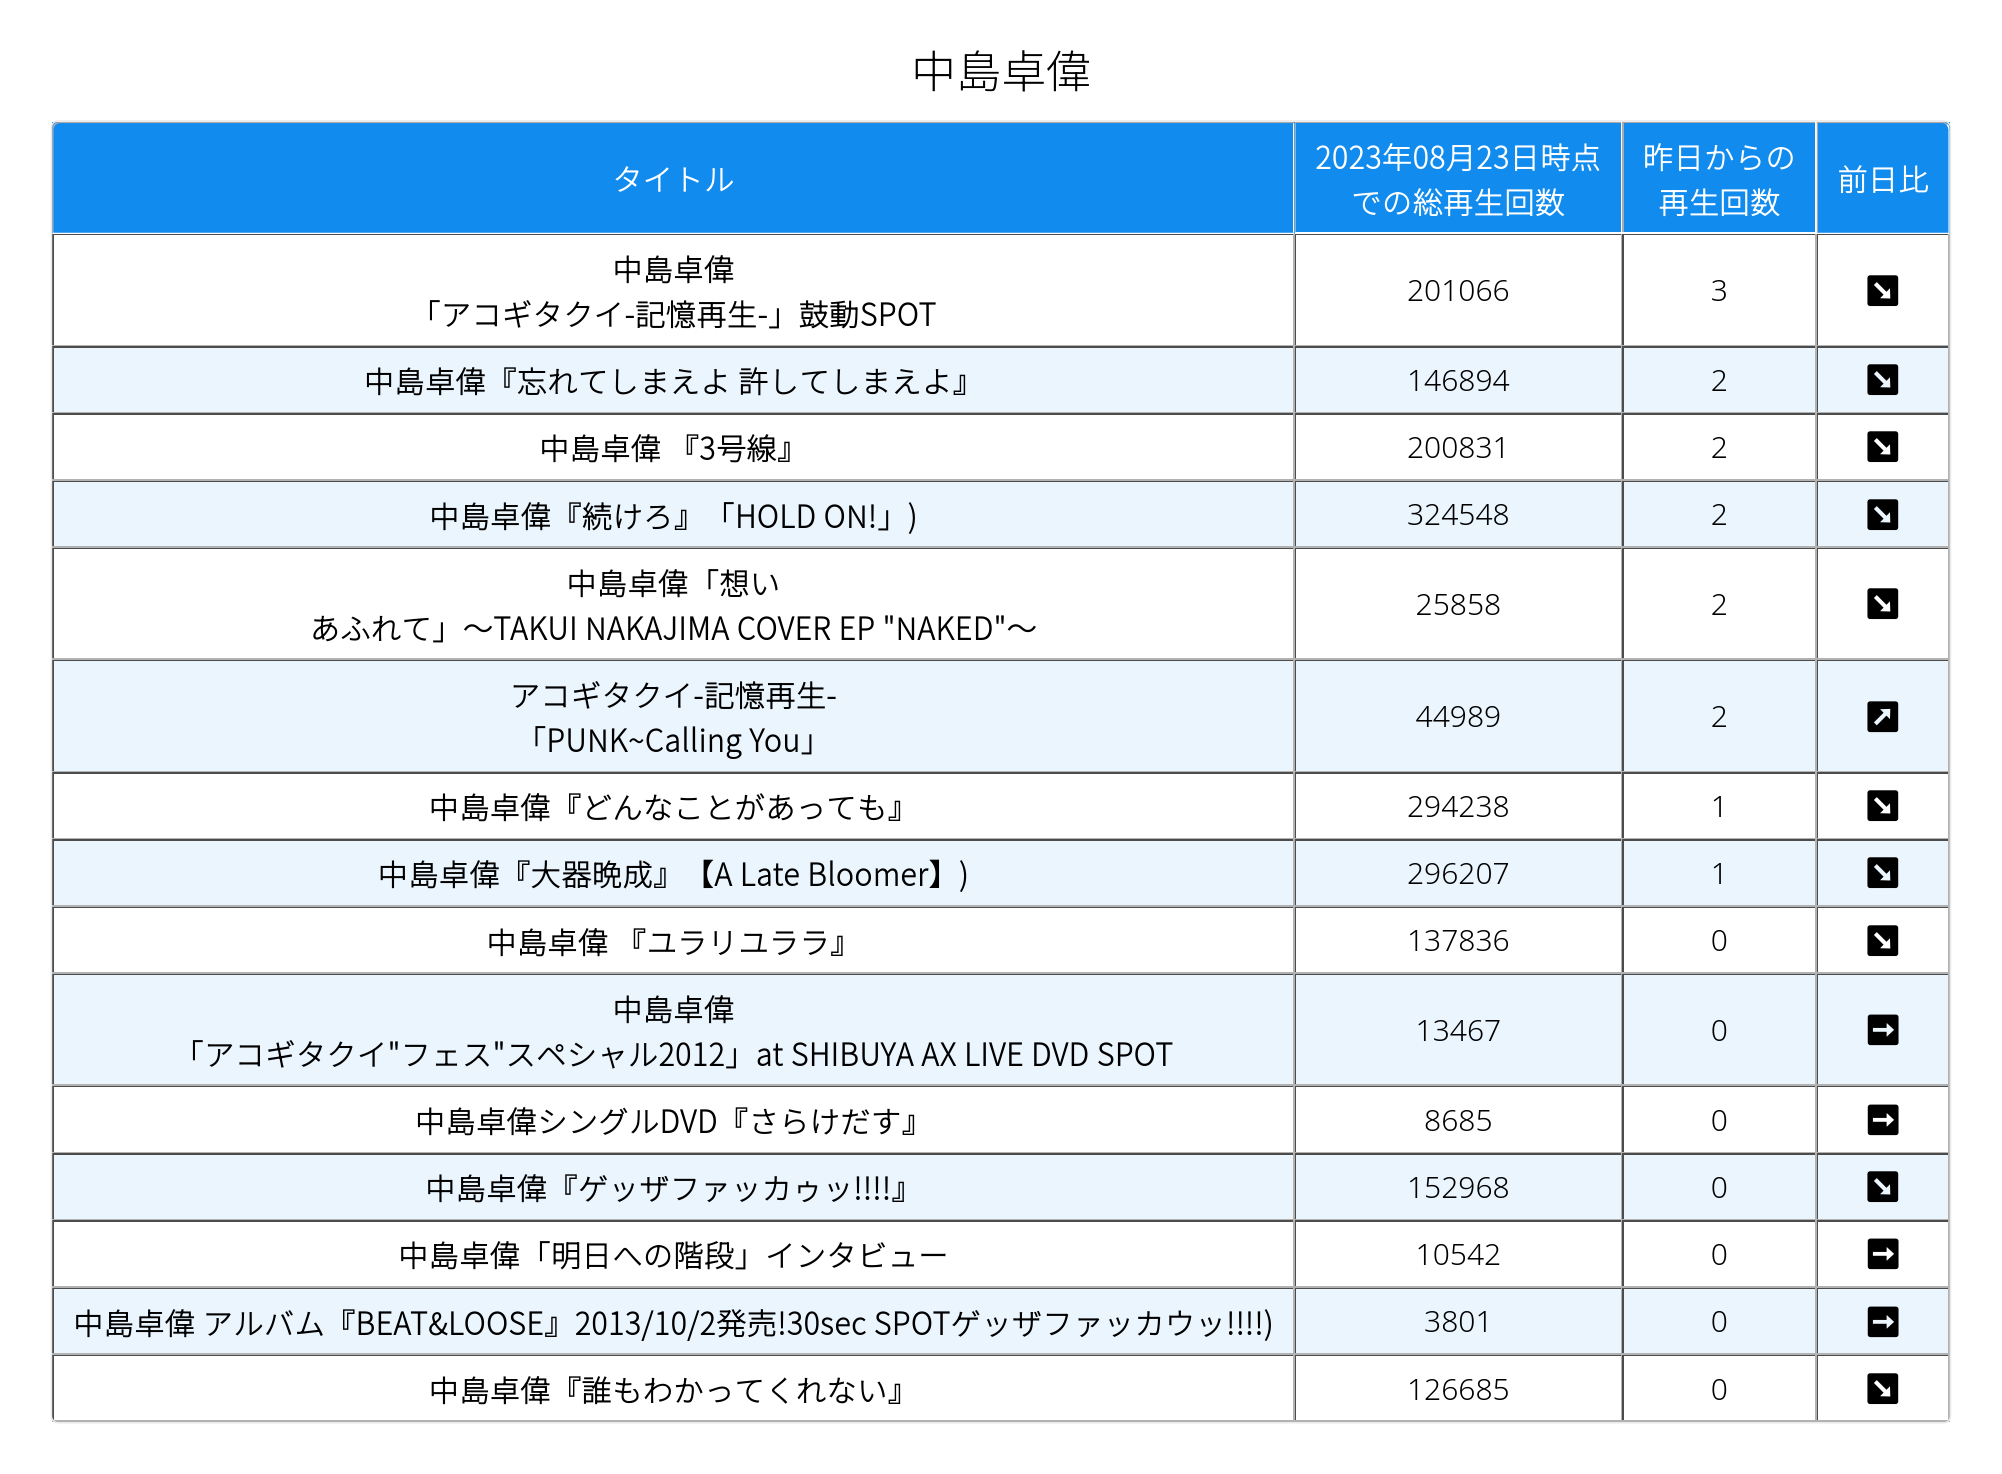 中島卓偉
タイトル
2023年08月23日時点
での総再生回数
昨日からの
再生回数
前日比
中島卓偉
「アコギタクイ-記憶再生-」鼓動SPOT
201066
3
中島卓偉『忘れてしまえよ 許してしまえよ』
146894
2
中島卓偉 『3号線』
200831
2
中島卓偉『続けろ』「HOLD ON!」)
324548
2
中島卓偉「想い
あふれて」〜TAKUI NAKAJIMA COVER EP "NAKED"〜
25858
2
アコギタクイ-記憶再生-
「PUNK~Calling You」
44989
2
中島卓偉『どんなことがあっても』
294238
1
中島卓偉『大器晩成』【A Late Bloomer】)
296207
1
中島卓偉 『ユラリユララ』
137836
0
中島卓偉
「アコギタクイ"フェス"スペシャル2012」at SHIBUYA AX LIVE DVD SPOT
13467
0
中島卓偉シングルDVD『さらけだす』
8685
0
中島卓偉『ゲッザファッカゥッ!!!!』
152968
0
中島卓偉「明日への階段」インタビュー
10542
0
中島卓偉 アルバム『BEAT&LOOSE』2013/10/2発売!30sec SPOTゲッザファッカウッ!!!!)
3801
0
中島卓偉『誰もわかってくれない』
126685
0